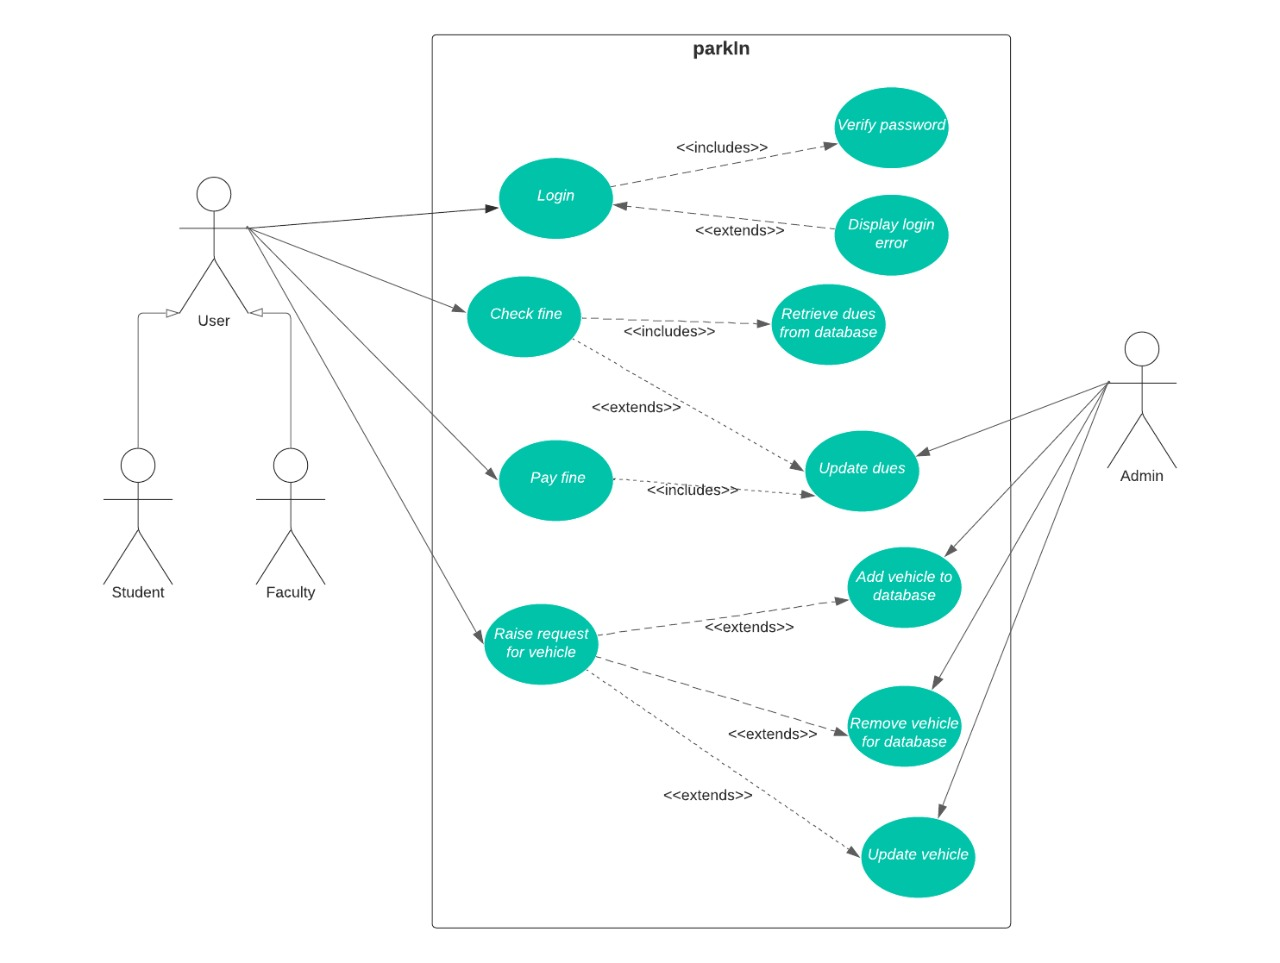 parkIn
Verify password
<<includes>>
Login
Display login
error
<<extends>>
User
Check fine
Retrieve dues
from database
<<includes>>
<<extends>>
Update dues
Pay fine
<<includes>>
Admin
Student
Faculty
Add vehicle to
database
Raise request
for vehicle
<<extends>>
Remove vehicle
for database
<<extends>>
<<extends>>
Update vehicle